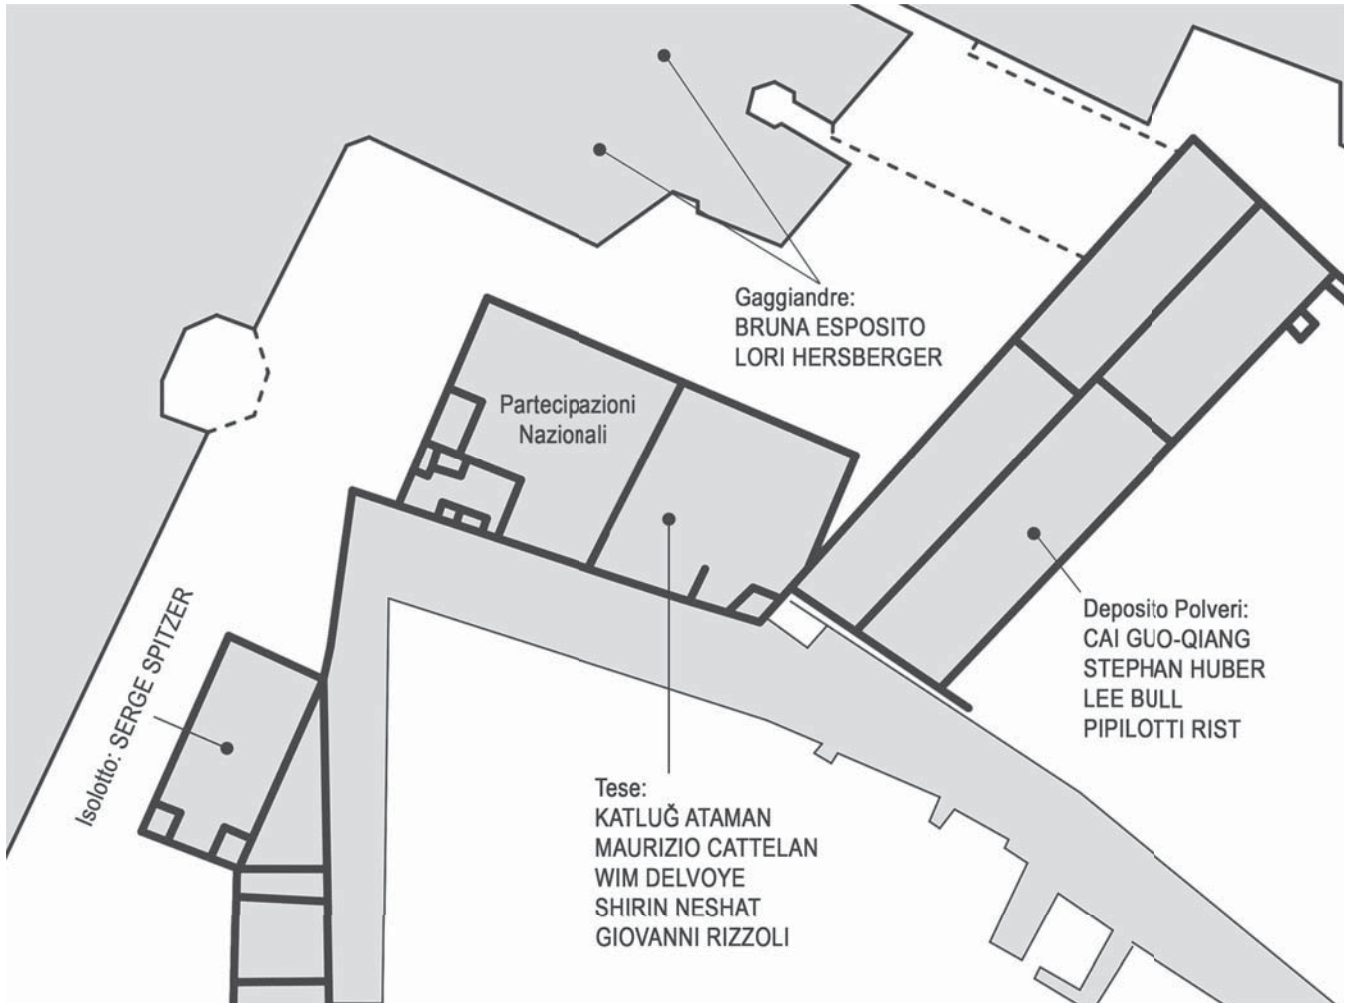 Gaggiandre:
BRUNA ESPOSITO
LORI HERSBERGER
Partecipazioni
Nazionali
Isolotto: SERGE SPITZER
Deposito Polveri:
CAI GUO-QIANG
STEPHAN HUBER
LEE BULL
PIPILOTTI RIST
Tese:
KATLUĞ ATAMAN
MAURIZIO CATTELAN
WIM DELVOYE
SHIRIN NESHAT
GIOVANNI RIZZOLI